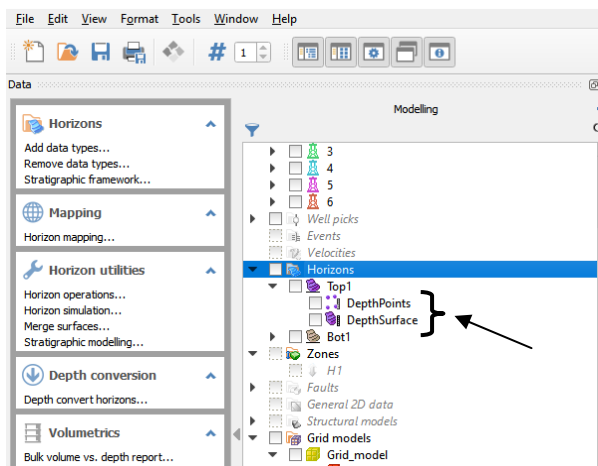 File Edit View Format Tools Window Help
# 1
Data
Modelling
Horizons
Add data types...
Remove data types...
Stratigraphic framework...
Mapping
Horizon mapping...
Horizon utilities
Horizon operations...
Horizon simulation...
Merge surfaces...
Stratigraphic modelling...
Depth conversion
Depth convert horizons...
Volumetrics
Bulk volume vs. depth report...
3
4
5
6
Well picks
Events
Velocities
Horizons
Top1
DepthPoints
DepthSurface
Bot1
Zones
H1
Faults
General 2D data
Structural models
Grid models
Grid_model